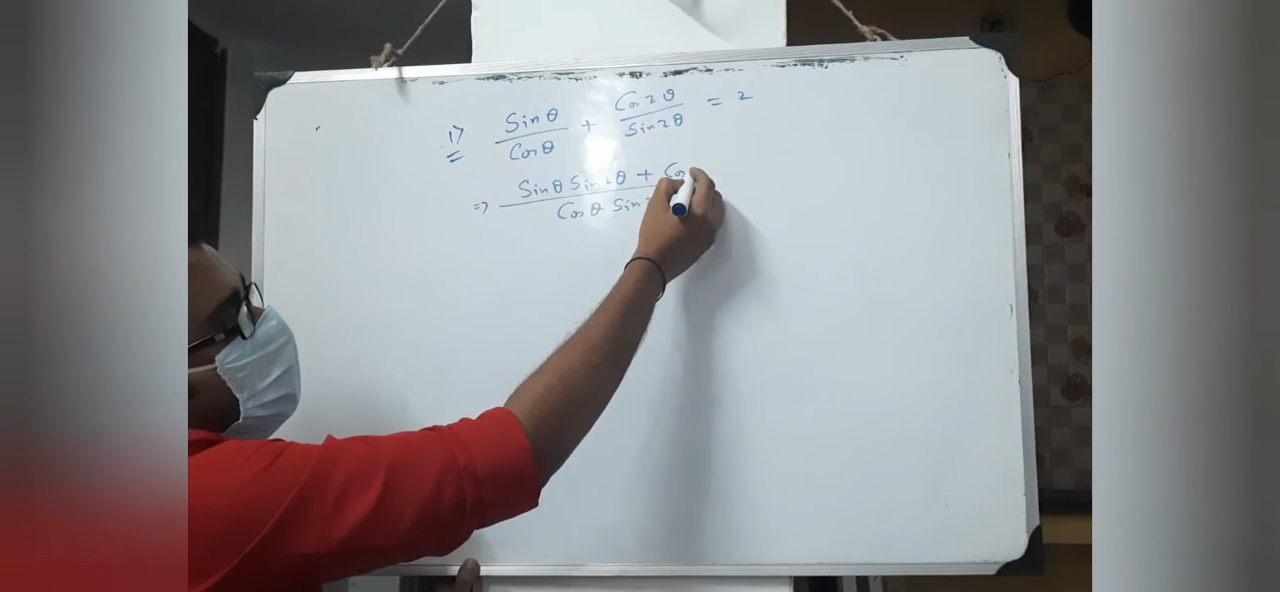 1) Sinθ/Cosθ + Cos2θ/Sin2θ = 2
=> Sinθ Sin2θ + Cos / Cosθ Sin